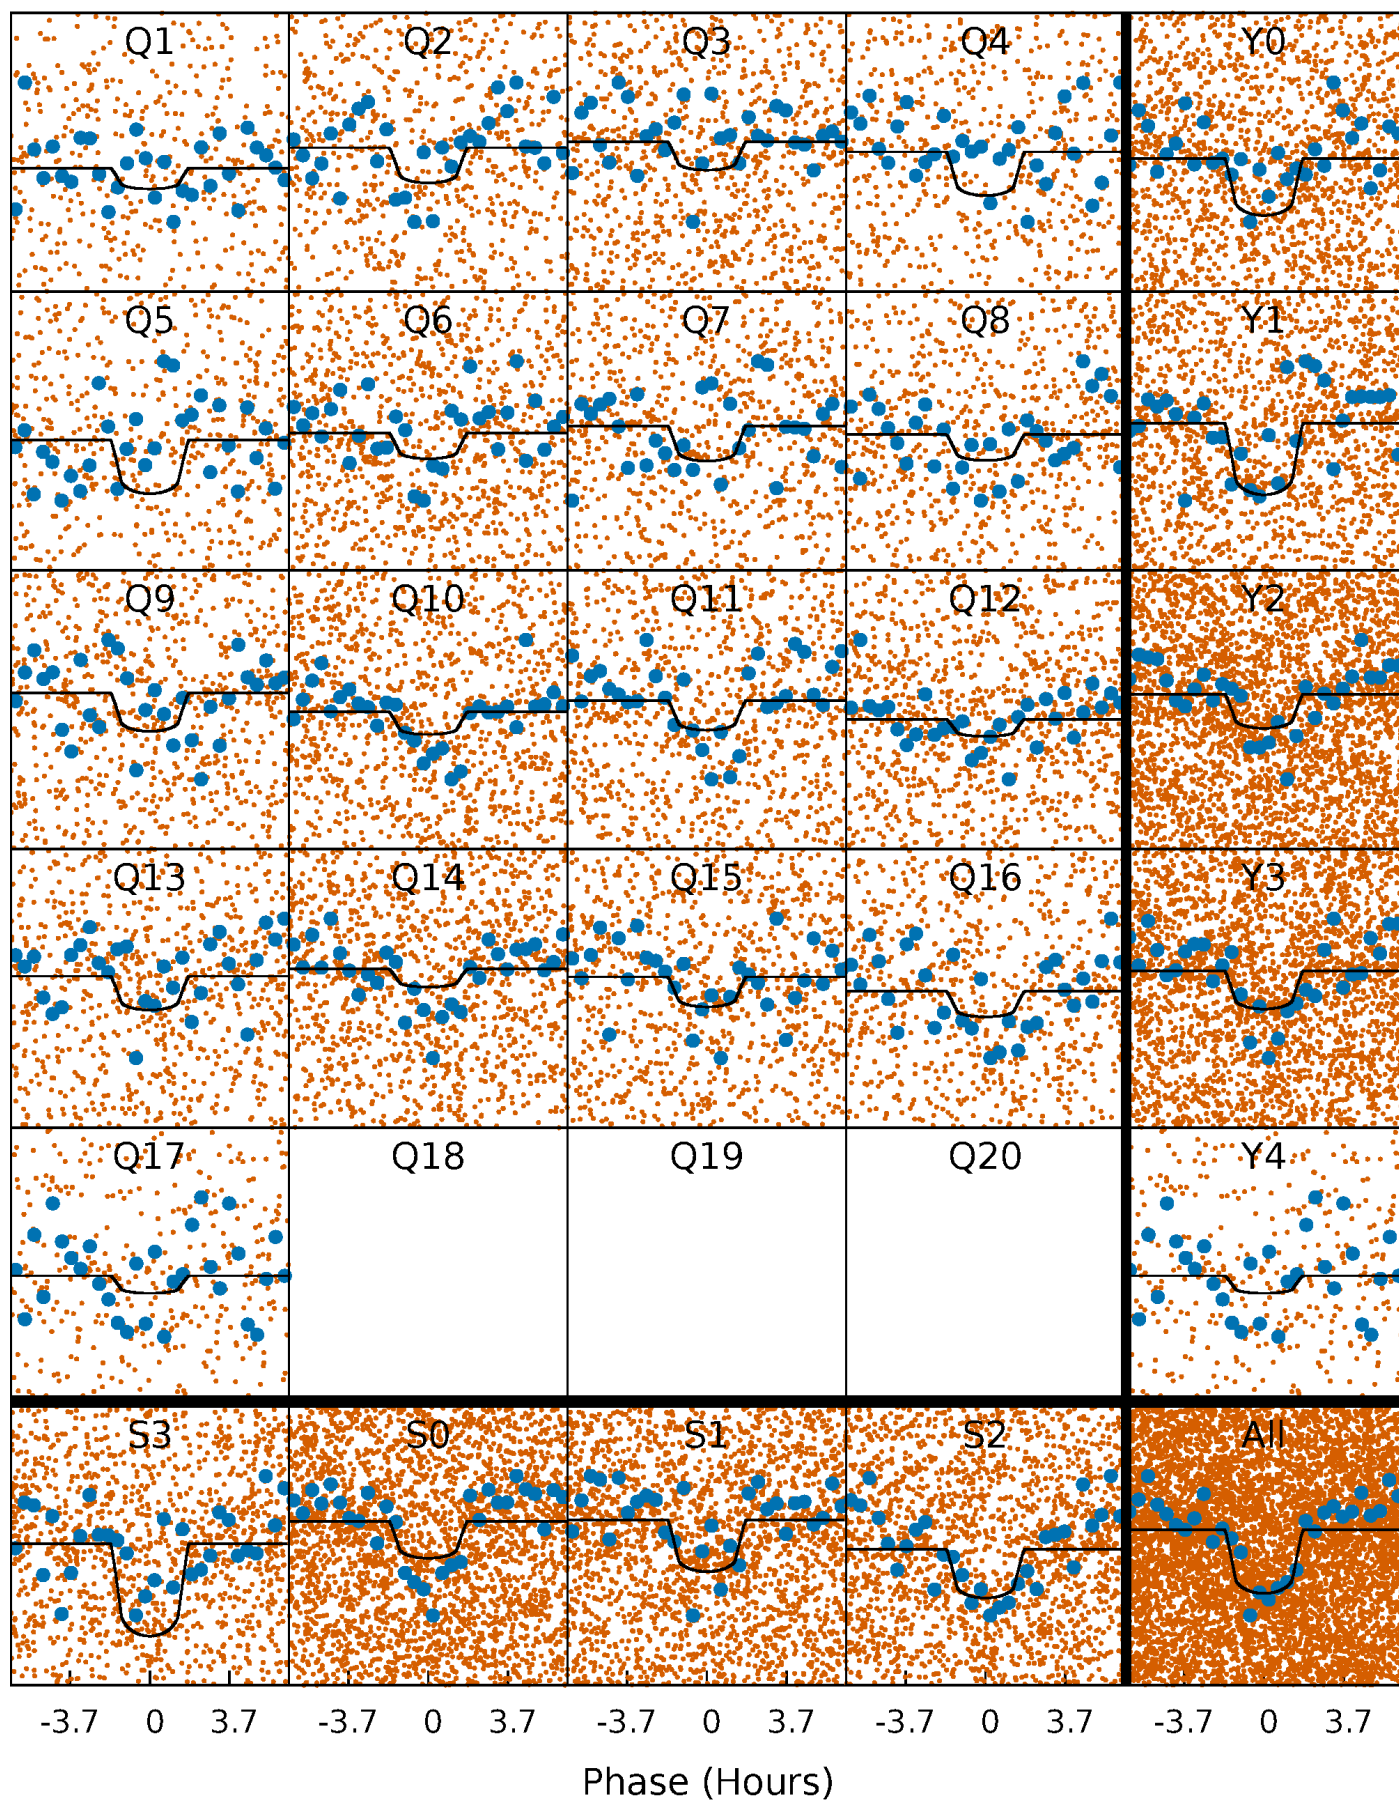 Q1 Q2 Q3 Q4 Y0
Q5 Q6 Q7 Q8 Y1
Q9 Q10 Q11 Q12 Y2
Q13 Q14 Q15 Q16 Y3
Q17 Q18 Q19 Q20 Y4
S3 S0 S1 S2 All
-3.7 0 3.7 -3.7 0 3.7 -3.7 0 3.7 -3.7 0 3.7 -3.7 0 3.7
Phase (Hours)